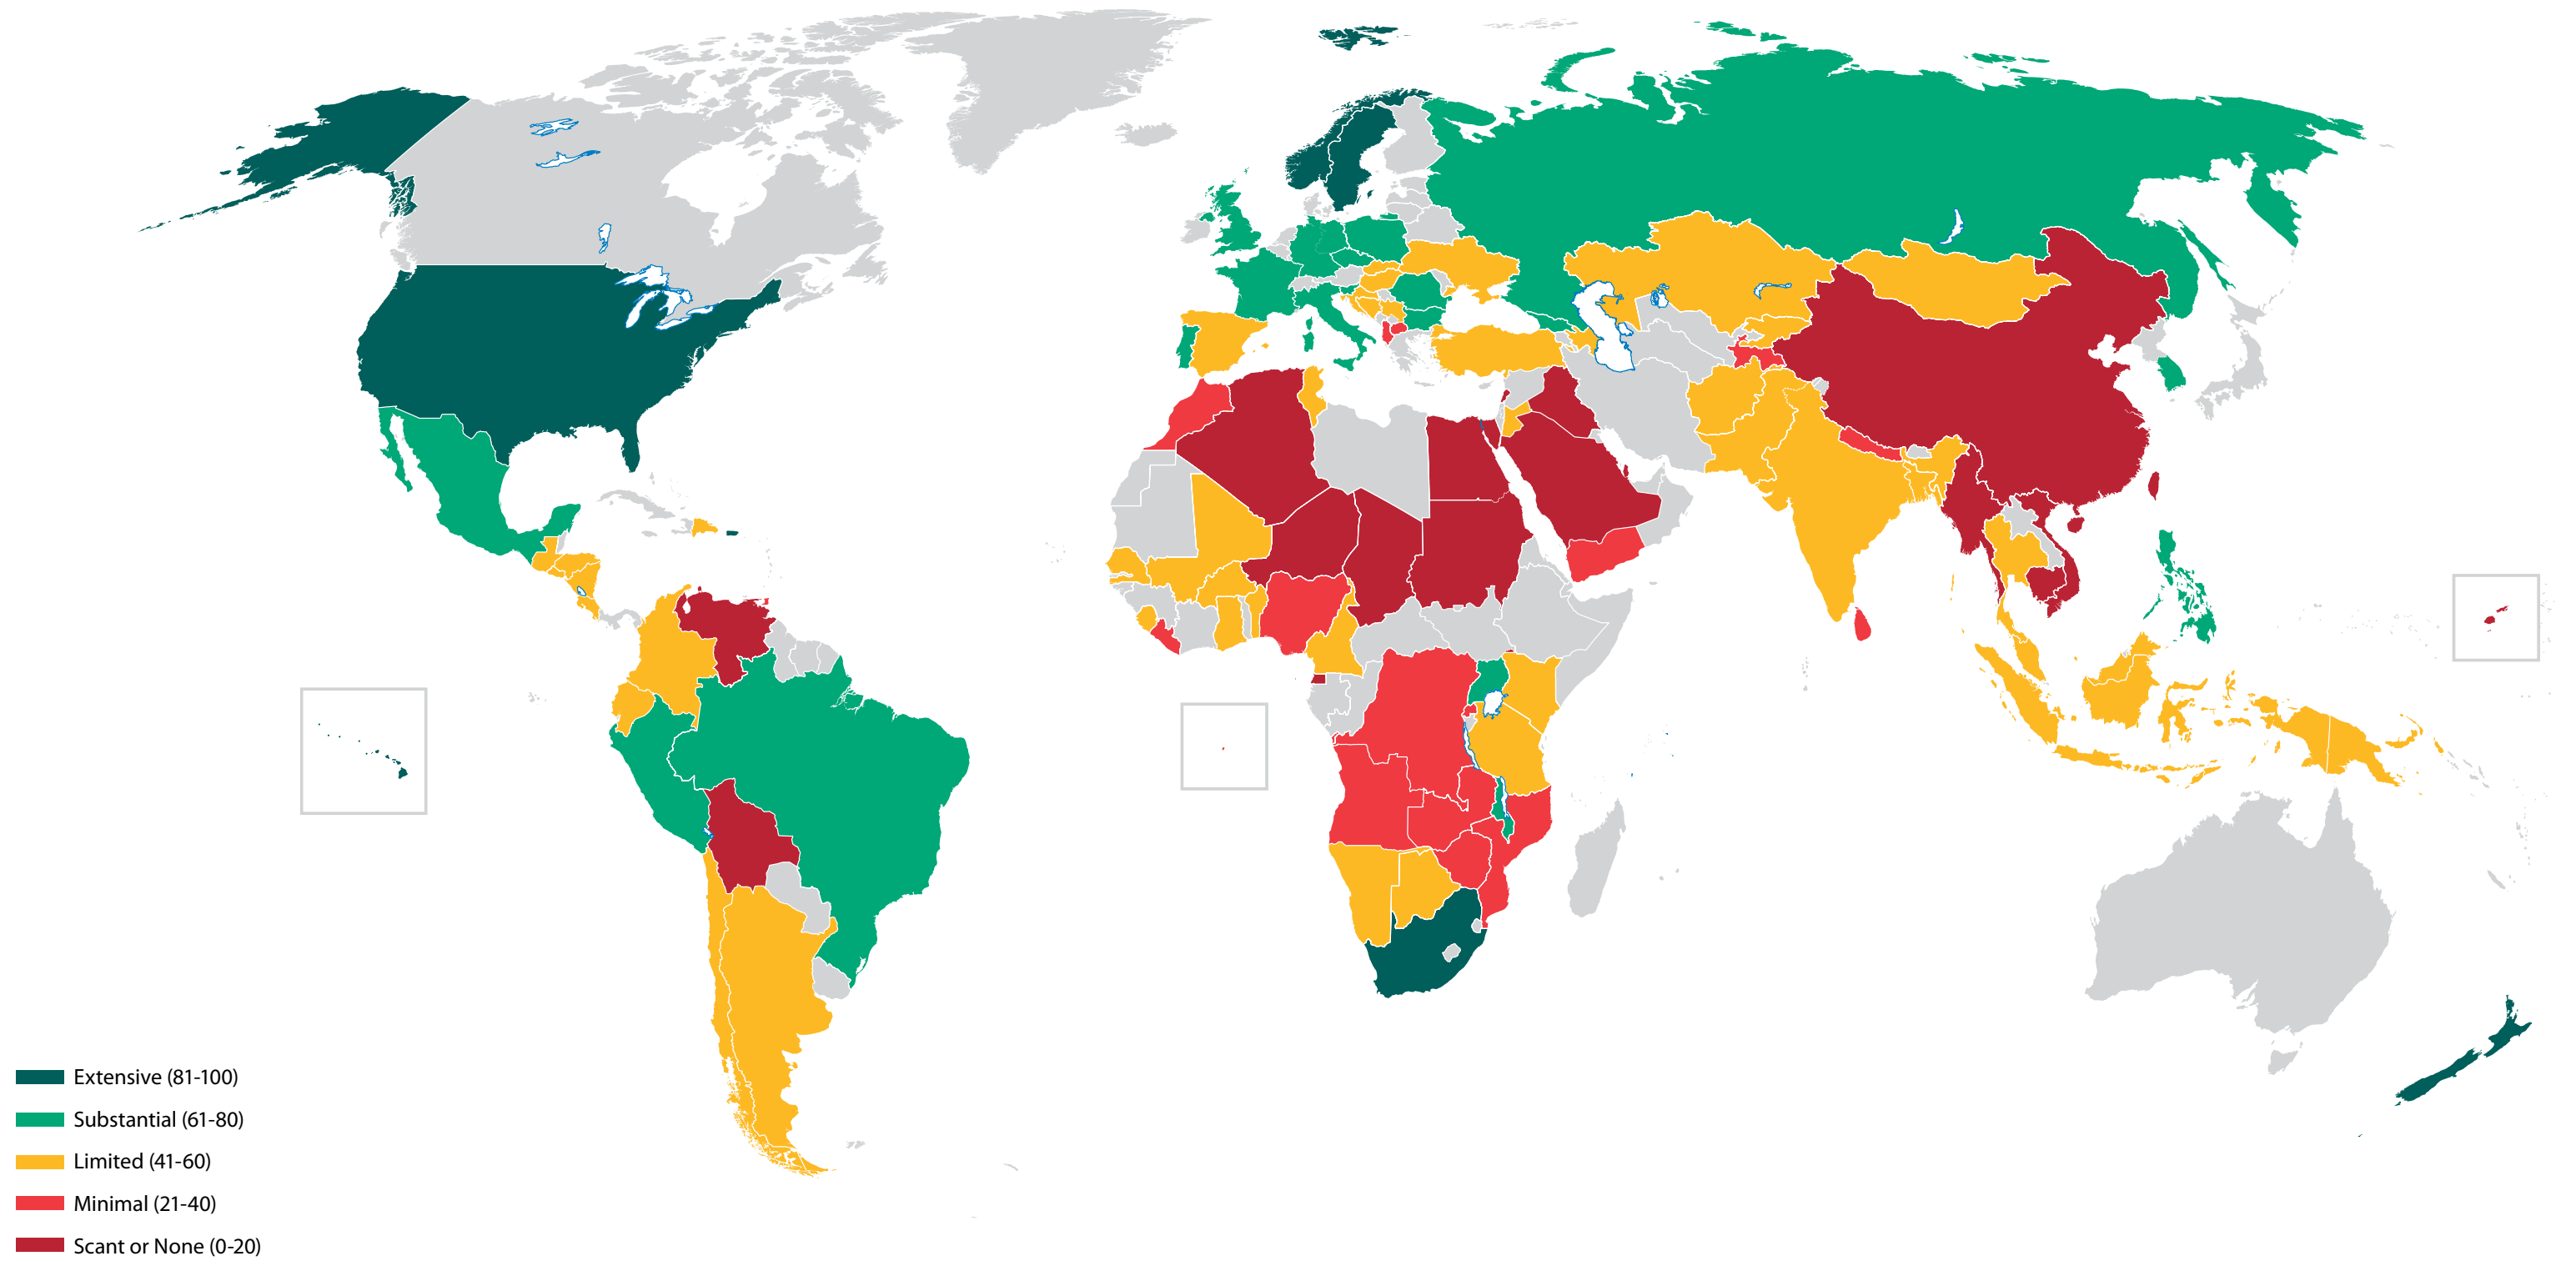 Extensive (81-100)
Substantial (61-80)
Limited (41-60)
Minimal (21-40)
Scant or None (0-20)